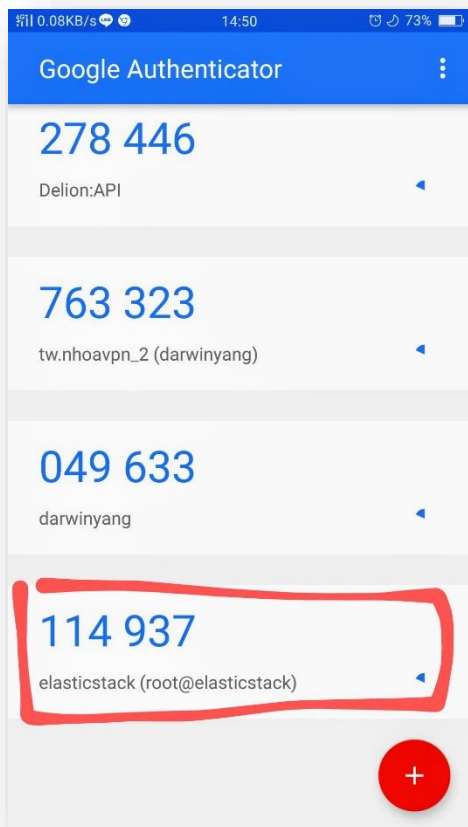 0.08KB/s
14:50
73%
Google Authenticator
278 446
Delion:API
763 323
tw.nhoavpn_2 (darwinyang)
049 633
darwinyang
114 937
elasticstack (root@elasticstack)
+